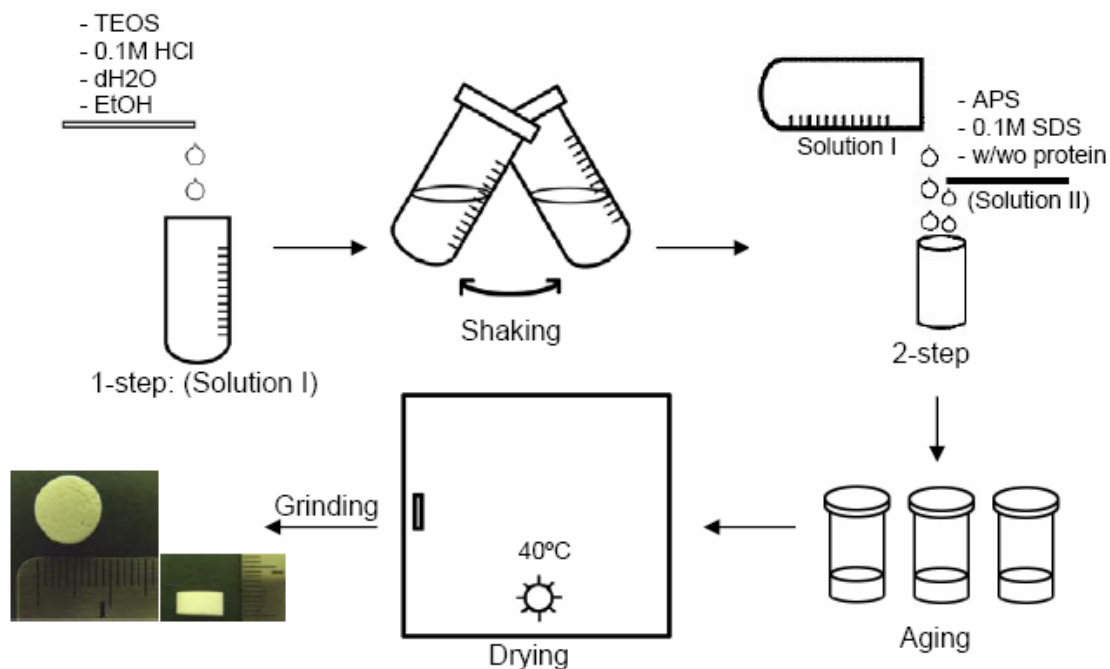 - TEOS
- 0.1M HCl
- dH2O
- EtOH
1-step: (Solution I)
Shaking
Solution I
- APS
- 0.1M SDS
- w/wo protein
(Solution II)
2-step
Aging
40ºC
Drying
Grinding